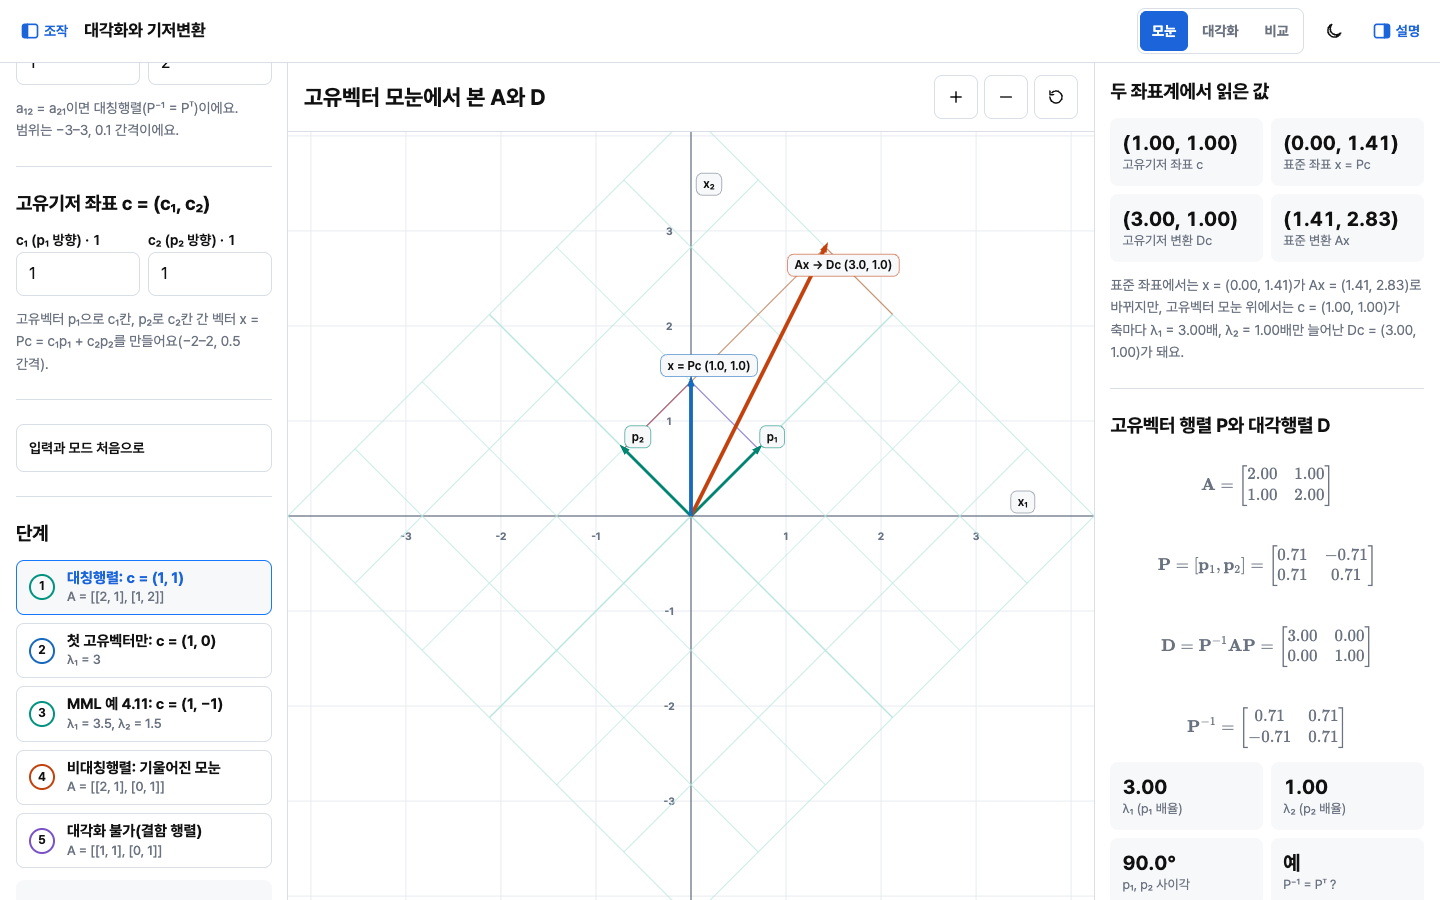 조작
대각화와 기저변환
모눈
대각화
비교
설명
1
2
a₁₂ = a₂₁이면 대칭행렬(P⁻¹ = Pᵀ)이에요.
범위는 −3–3, 0.1 간격이에요.
고유기저 좌표 c = (c₁, c₂)
c₁ (p₁ 방향) · 1
c₂ (p₂ 방향) · 1
1
1
고유벡터 p₁으로 c₁칸, p₂로 c₂칸 간 벡터 x =
Pc = c₁p₁ + c₂p₂를 만들어요(−2–2, 0.5
간격).
입력과 모드 처음으로
단계
1
대칭행렬: c = (1, 1)
A = [[2, 1], [1, 2]]
2
첫 고유벡터만: c = (1, 0)
λ₁ = 3
3
MML 예 4.11: c = (1, −1)
λ₁ = 3.5, λ₂ = 1.5
4
비대칭행렬: 기울어진 모눈
A = [[2, 1], [0, 1]]
5
대각화 불가(결함 행렬)
A = [[1, 1], [0, 1]]
고유벡터 모눈에서 본 A와 D
x₂
3
Ax → Dc (3.0, 1.0)
2
x = Pc (1.0, 1.0)
1
p₂
p₁
x₁
-3
-2
-1
1
2
3
-1
-2
-3
두 좌표계에서 읽은 값
(1.00, 1.00)
고유기저 좌표 c
(0.00, 1.41)
표준 좌표 x = Pc
(3.00, 1.00)
고유기저 변환 Dc
(1.41, 2.83)
표준 변환 Ax
표준 좌표에서는 x = (0.00, 1.41)가 Ax = (1.41, 2.83)로
바뀌지만, 고유벡터 모눈 위에서는 c = (1.00, 1.00)가
축마다 λ₁ = 3.00배, λ₂ = 1.00배만 늘어난 Dc = (3.00,
1.00)가 돼요.
고유벡터 행렬 P와 대각행렬 D
A = [2.00 1.00
1.00 2.00]
P = [p₁, p₂] = [0.71 −0.71
0.71 0.71]
D = P⁻¹AP = [3.00 0.00
0.00 1.00]
P⁻¹ = [0.71 0.71
−0.71 0.71]
3.00
λ₁ (p₁ 배율)
1.00
λ₂ (p₂ 배율)
90.0°
p₁, p₂ 사이각
예
P⁻¹ = Pᵀ ?